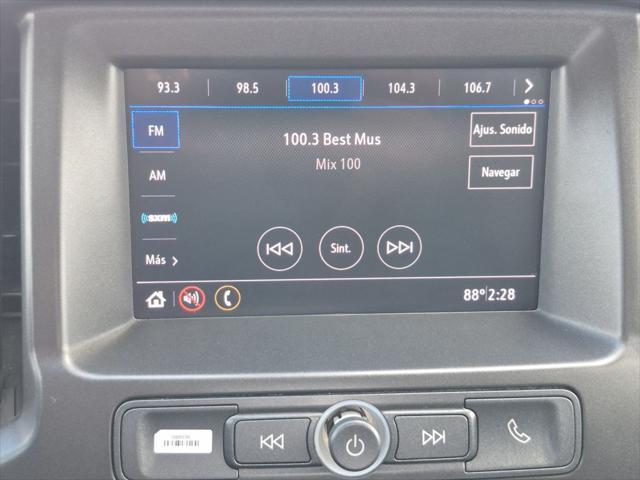 93.3 98.5 100.3 104.3 106.7
FM
100.3 Best Mus
Ajus. Sonido
Mix 100
AM
Navegar
sxm
Sint.
Más
88° 2:28